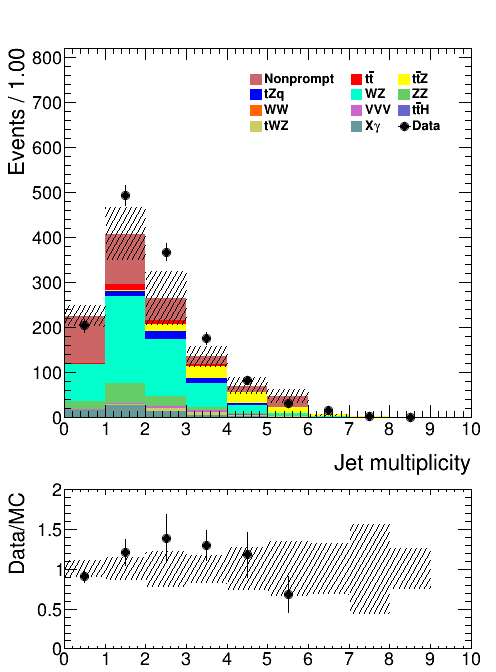 Events / 1.00
800
700
600
500
400
300
200
100
0
Nonprompt tt̄ tt̄Z
tZq WZ ZZ
WW VVV tt̄H
tWZ Xγ Data
0 1 2 3 4 5 6 7 8 9 10
Jet multiplicity
Data/MC
2
1.5
1
0.5
0
0 1 2 3 4 5 6 7 8 9 10